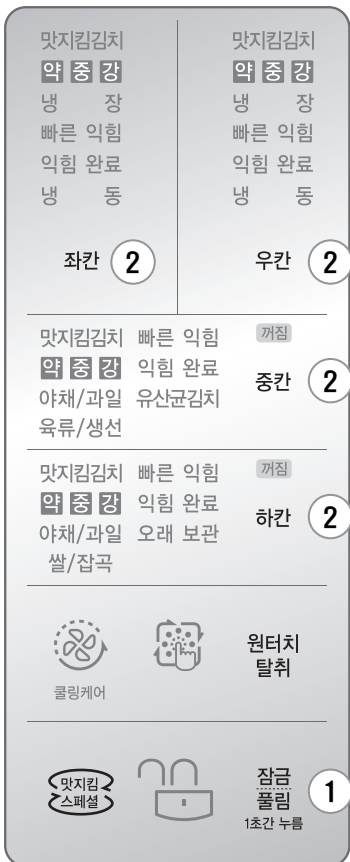 맛지킴김치
약 중 강
냉 장
빠른 익힘
익힘 완료
냉 동
좌칸 2
맛지킴김치
약 중 강
냉 장
빠른 익힘
익힘 완료
냉 동
우칸 2
맛지킴김치 빠른 익힘 꺼짐
약 중 강 익힘 완료 중칸 2
야채/과일 유산균김치
육류/생선
맛지킴김치 빠른 익힘 꺼짐
약 중 강 익힘 완료 하칸 2
야채/과일 오래 보관
쌀/잡곡
쿨링케어
원터치
탈취
맛지킴
스페셜
잠금
풀림 1
1초간 누름